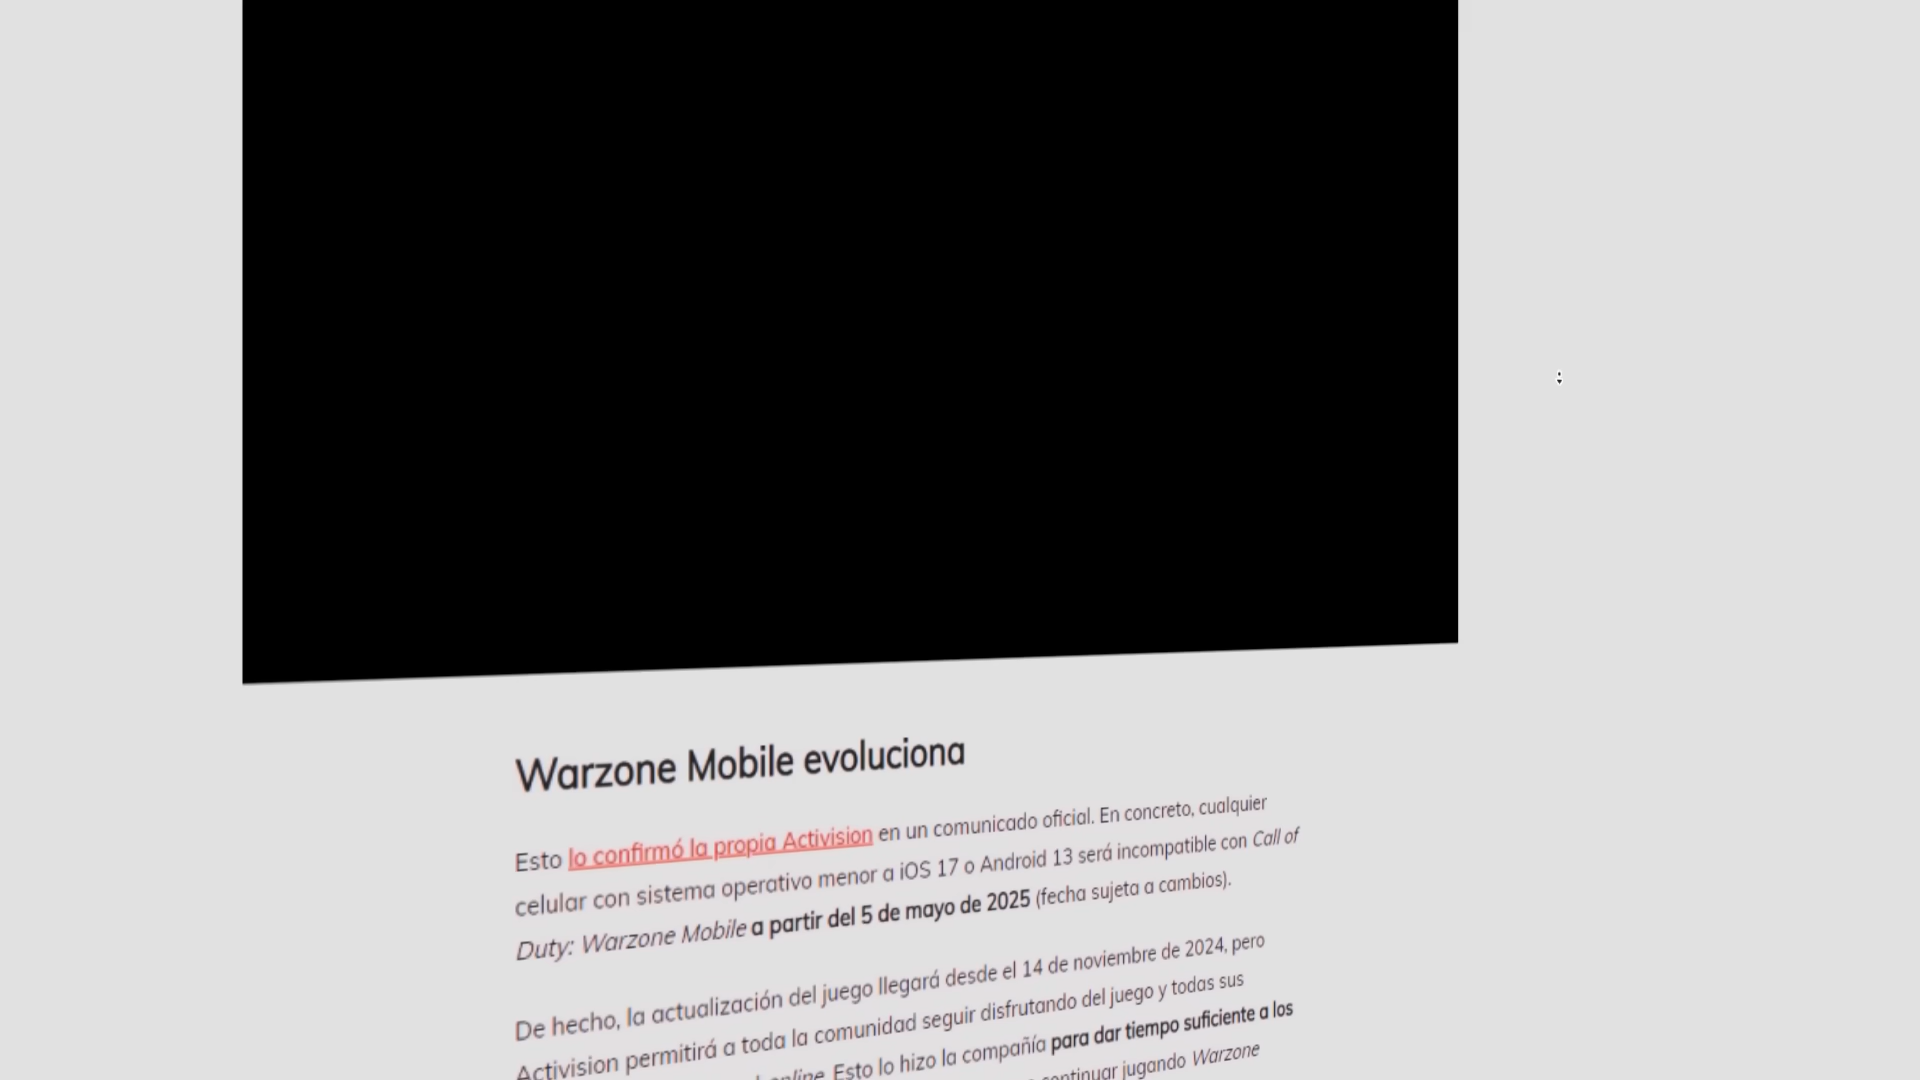 Warzone Mobile evoluciona
Esto lo confirmó la propia Activision en un comunicado oficial. En concreto, cualquier
celular con sistema operativo menor a iOS 17 o Android 13 será incompatible con Call of
Duty: Warzone Mobile a partir del 5 de mayo de 2025 (fecha sujeta a cambios).
De hecho, la actualización del juego llegará desde el 14 de noviembre de 2024, pero
Activision permitirá a toda la comunidad seguir disfrutando del juego y todas sus
online. Esto lo hizo la compañía para dar tiempo suficiente a los
continuar jugando Warzone